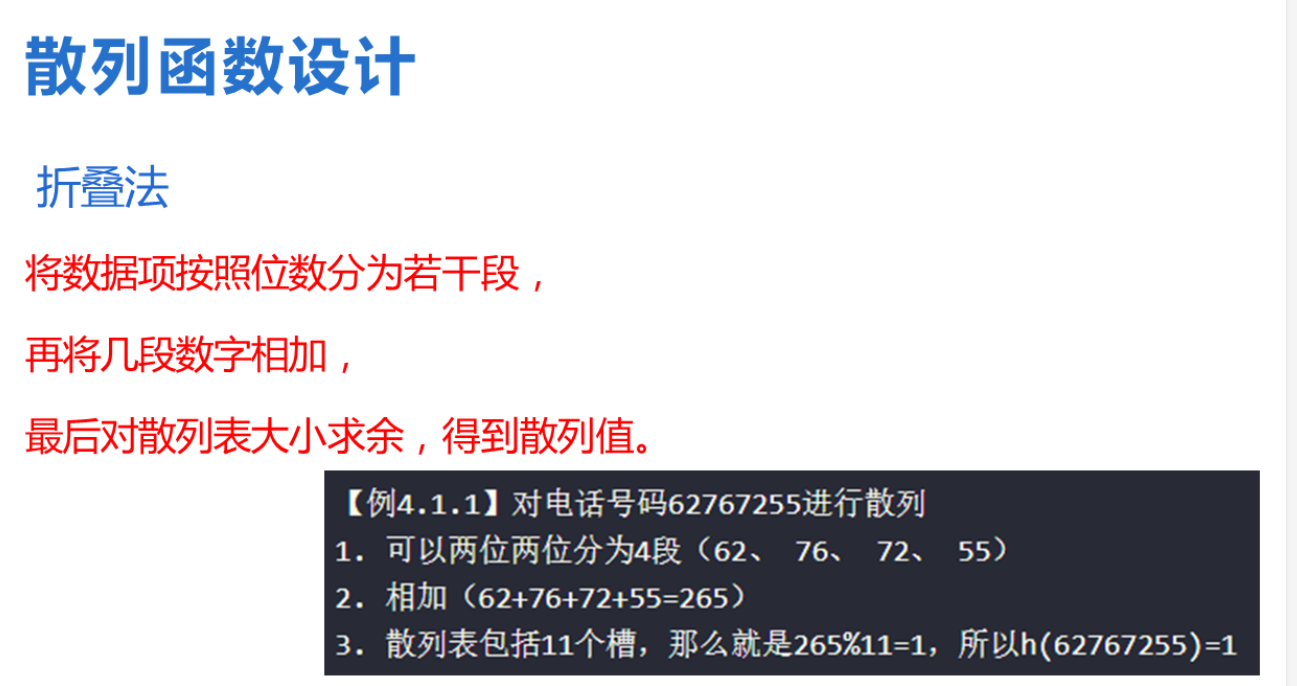 散列函数设计
折叠法
将数据项按照位数分为若干段，
再将几段数字相加，
最后对散列表大小求余，得到散列值。
【例4.1.1】对电话号码62767255进行散列
1. 可以两位两位分为4段（62、 76、 72、 55）
2. 相加（62+76+72+55=265）
3. 散列表包括11个槽，那么就是265%11=1，所以h(62767255)=1